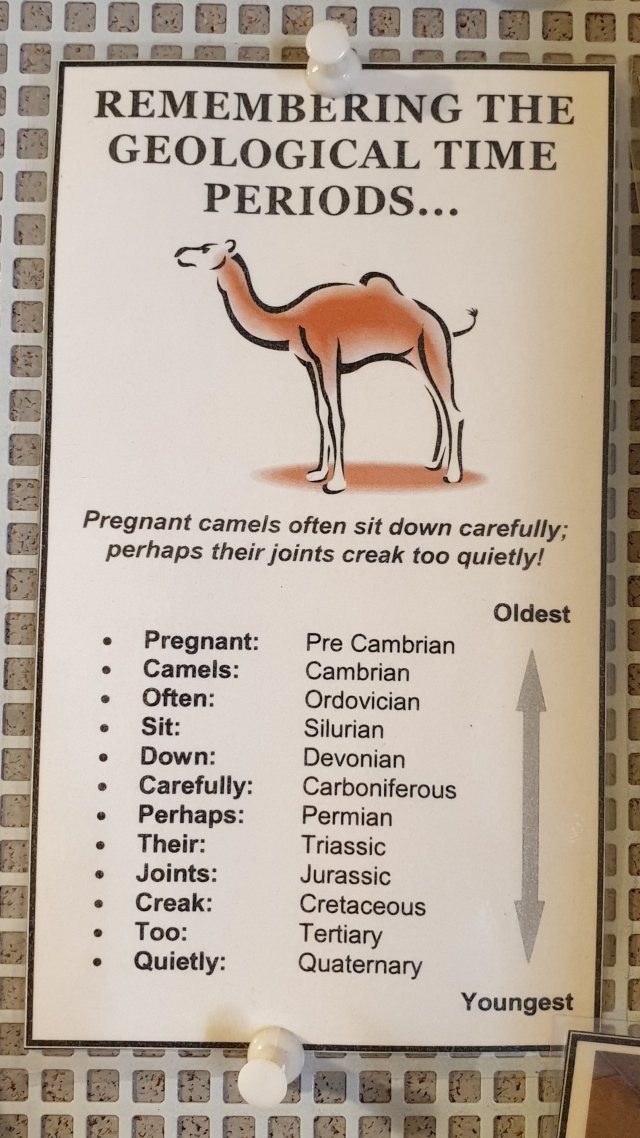 REMEMBERING THE
GEOLOGICAL TIME
PERIODS...
Pregnant camels often sit down carefully;
perhaps their joints creak too quietly!
Oldest
• Pregnant: Pre Cambrian
• Camels: Cambrian
• Often: Ordovician
• Sit: Silurian
• Down: Devonian
• Carefully: Carboniferous
• Perhaps: Permian
• Their: Triassic
• Joints: Jurassic
• Creak: Cretaceous
• Too: Tertiary
• Quietly: Quaternary
Youngest